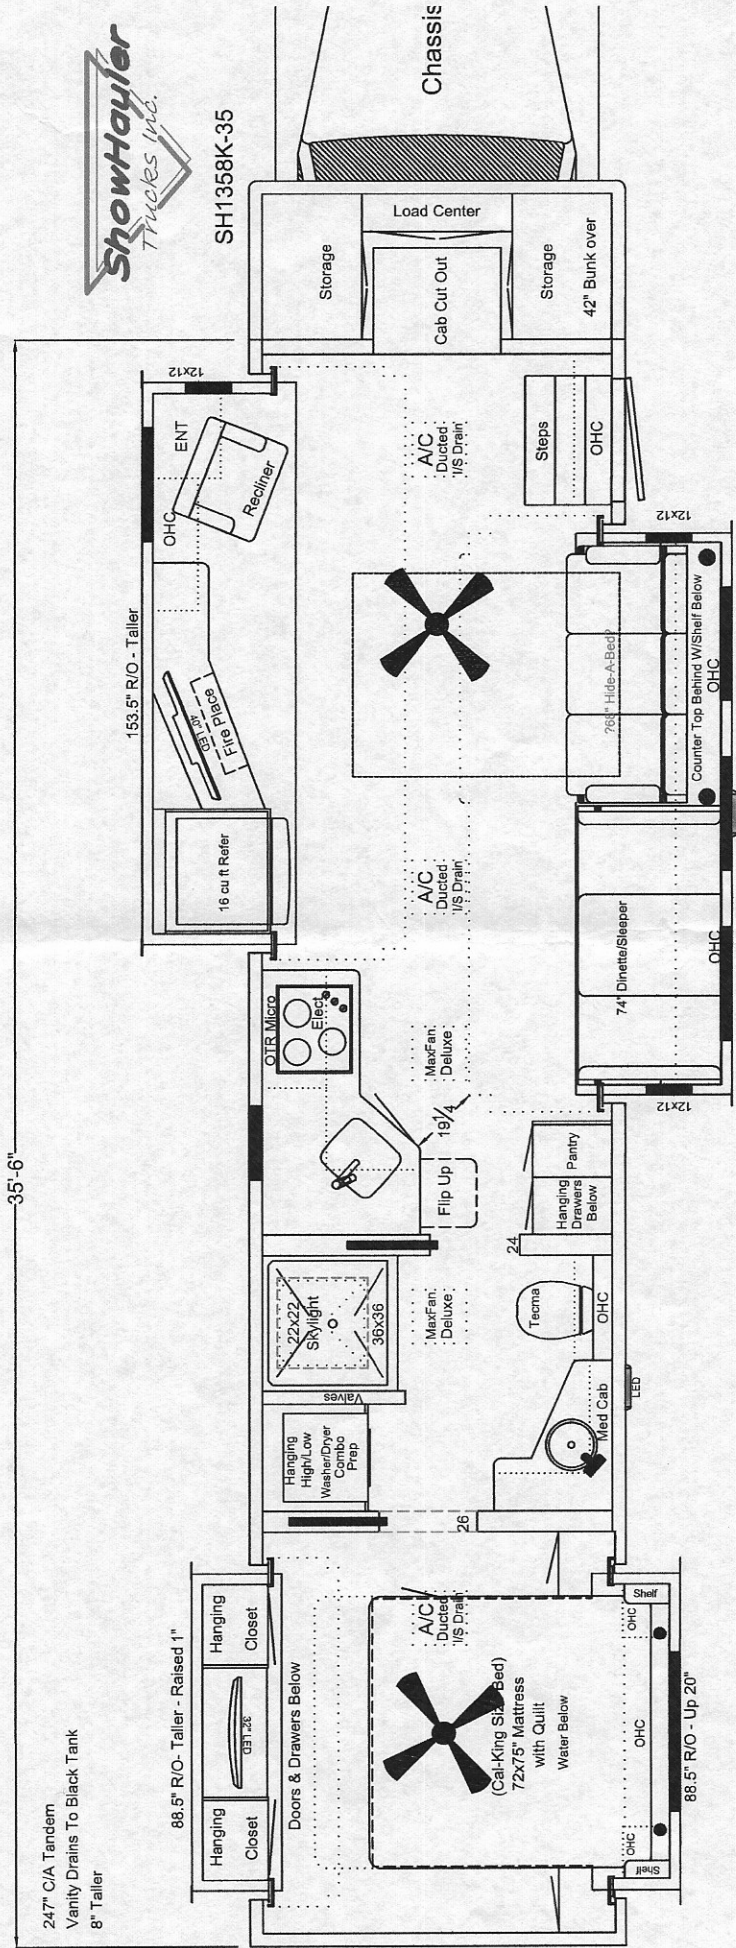 ShowHauler
Trucks Inc.
SH1358K-35
Chassis
35'-6"
247" C/A Tandem
Vanity Drains To Black Tank
8" Taller
88.5" R/O- Taller - Raised 1"
153.5" R/O - Taller
12x12
Hanging
Closet
32" LED
Hanging
Closet
Doors & Drawers Below
A/C
Ducted
I/S Drain
(Cal-King Size Bed)
72x75" Mattress
with Quilt
Water Below
Shelf
OHC
OHC
OHC
Shelf
88.5" R/O - Up 20"
26
Hanging
High/Low
Washer/Dryer
Combo
Prep
Valves
22x22
Skylight
36x36
MaxFan
Deluxe
Med Cab
LED
Tecma
OHC
24
Hanging
Drawers
Below
Pantry
Flip Up
19 1/4
OTR Micro
Elect
MaxFan
Deluxe
16 cu ft Refer
40" LED
Fire Place
OHC
ENT
Recliner
A/C
Ducted
I/S Drain
A/C
Ducted
I/S Drain
12x12
74" Dinette/Sleeper
OHC
?68" Hide-A-Bed?
Counter Top Behind W/Shelf Below
OHC
12x12
Steps
OHC
Storage
Load Center
Cab Cut Out
Storage
42" Bunk over